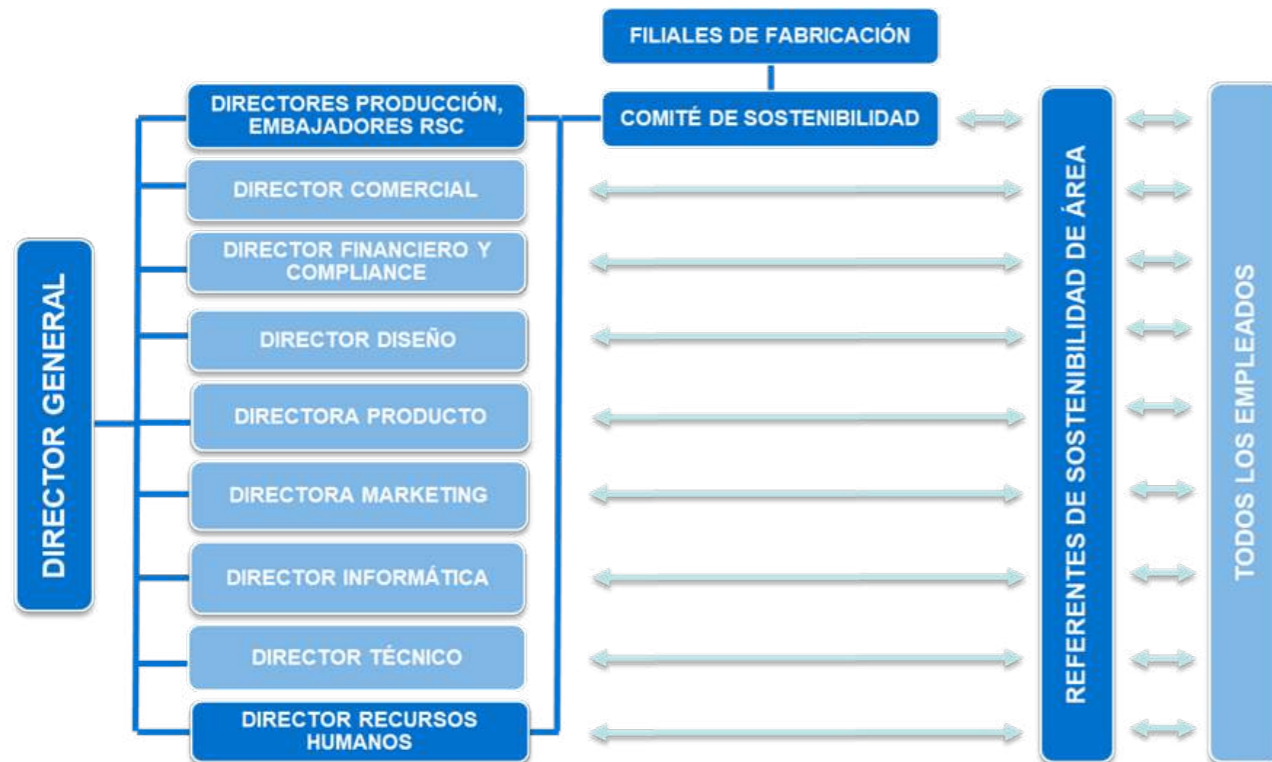 FILIALES DE FABRICACIÓN
DIRECTORES PRODUCCIÓN,
EMBAJADORES RSC
COMITÉ DE SOSTENIBILIDAD
DIRECTOR COMERCIAL
DIRECTOR FINANCIERO Y
COMPLIANCE
DIRECTOR DISEÑO
DIRECTORA PRODUCTO
DIRECTORA MARKETING
DIRECTOR INFORMÁTICA
DIRECTOR TÉCNICO
DIRECTOR RECURSOS
HUMANOS
DIRECTOR GENERAL
REFERENTES DE SOSTENIBILIDAD DE ÁREA
TODOS LOS EMPLEADOS